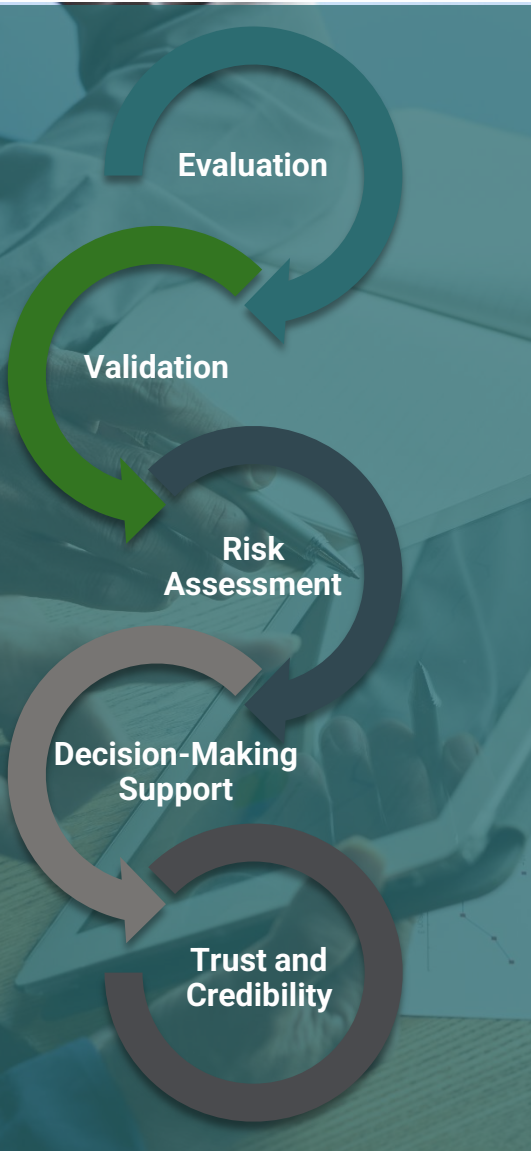 Evaluation
Validation
Risk
Assessment
Decision-Making
Support
Trust and
Credibility